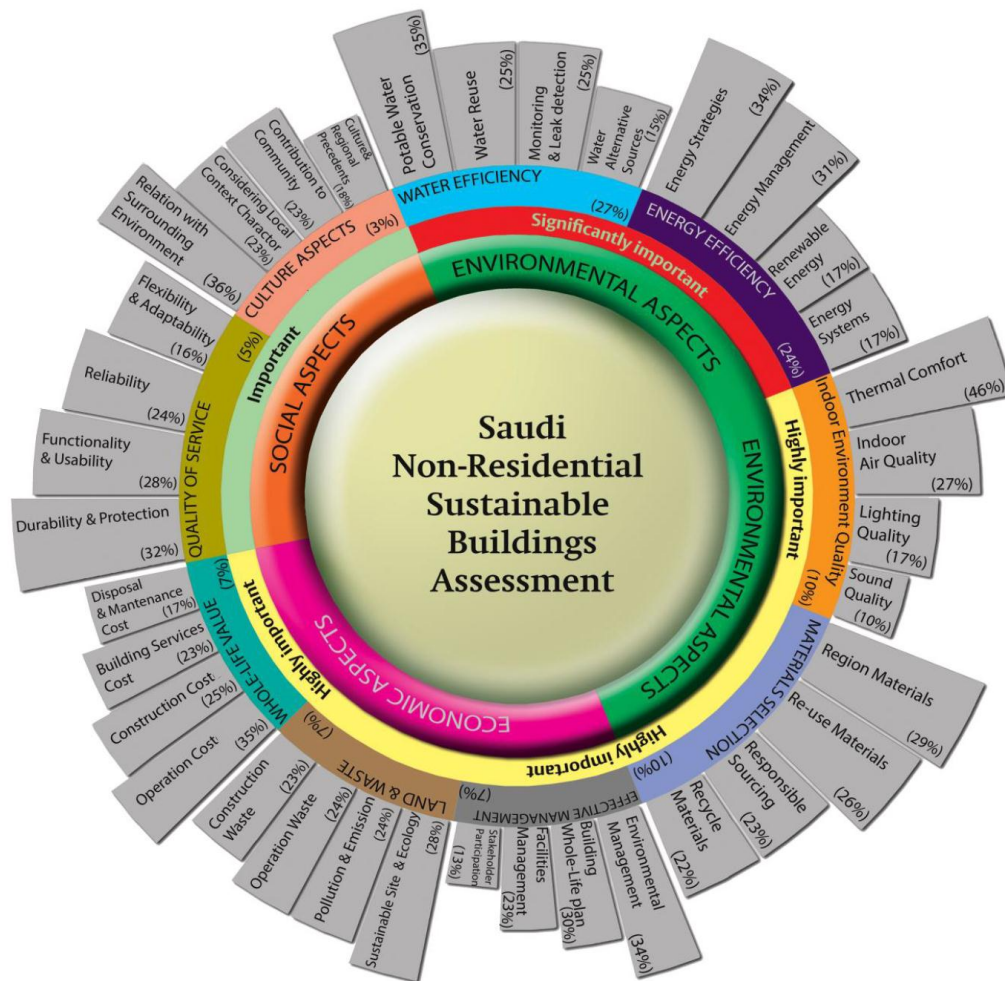 Saudi
Non-Residential
Sustainable
Buildings
Assessment
ENVIRONMENTAL ASPECTS
ENVIRONMENTAL ASPECTS
ECONOMIC ASPECTS
SOCIAL ASPECTS
Significantly important
Highly important
Highly important
Highly important
Important
WATER EFFICIENCY
(27%)
Potable Water
Conservation
(35%)
Water Reuse
(25%)
Monitoring
& Leak detection
(25%)
Water
Alternative
Sources
(15%)
ENERGY EFFICIENCY
(24%)
Energy Strategies
(34%)
Energy Management
(31%)
Renewable
Energy
(17%)
Energy
Systems
(17%)
Indoor Environment Quality
(10%)
Thermal Comfort
(46%)
Indoor
Air Quality
(27%)
Lighting
Quality
(17%)
Sound
Quality
(10%)
MATERIALS SELECTION
(10%)
Region Materials
(29%)
Re-use Materials
(26%)
Responsible
Sourcing
(23%)
Recycle
Materials
(22%)
EFFECTIVE MANAGEMENT
(7%)
Environmental
Management
(34%)
Building
Whole-Life plan
(30%)
Facilities
Management
(23%)
Stakeholder
Participation
(13%)
LAND & WASTE
(7%)
Sustainable Site & Ecology
(28%)
Pollution & Emission
(24%)
Operation Waste
(24%)
Construction
Waste
(23%)
WHOLE-LIFE VALUE
(7%)
Operation Cost
(35%)
Construction Cost
(25%)
Building Services
Cost
(23%)
Disposal
& Mantenance
Cost
(17%)
QUALITY OF SERVICE
(5%)
Durability & Protection
(32%)
Functionality
& Usability
(28%)
Reliability
(24%)
Flexibility
& Adaptability
(16%)
CULTURE ASPECTS
(3%)
Relation with
Surrounding
Environment
(36%)
Considering Local
Context Charactor
(23%)
Contribution to
Community
(23%)
Culture&
Regional
Precedents
(18%)